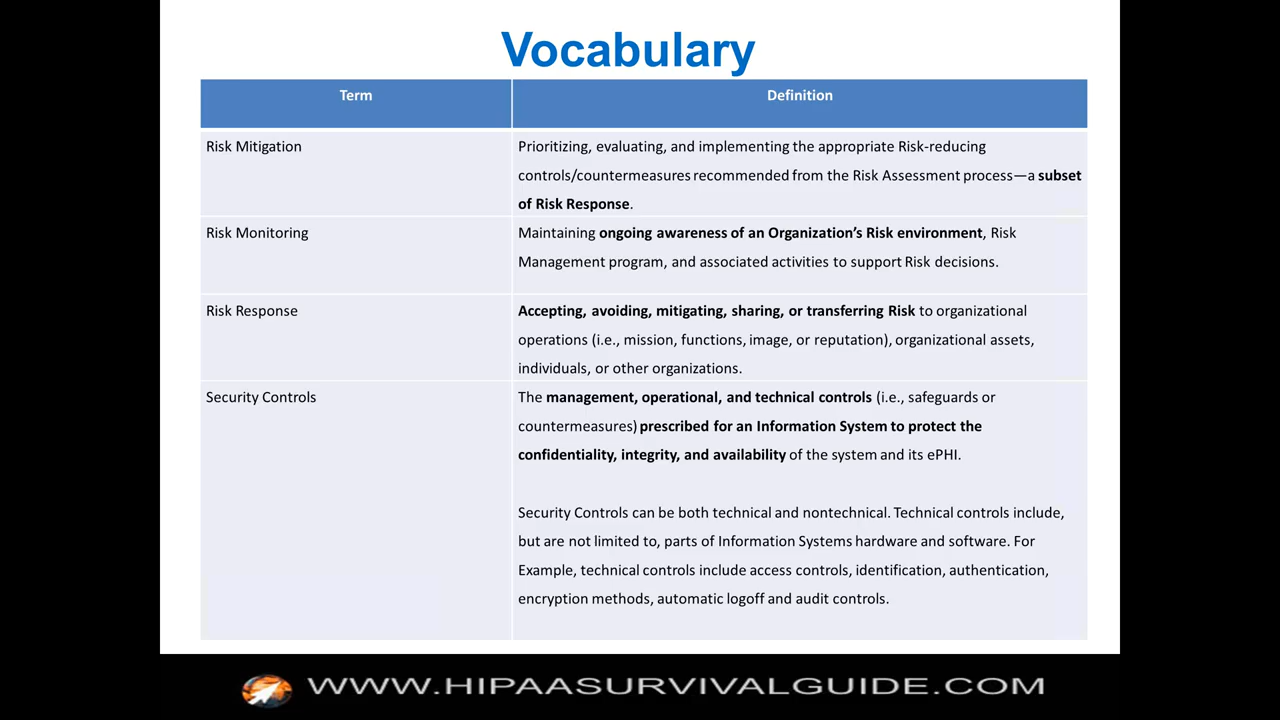 Vocabulary
Term
Definition
Risk Mitigation
Prioritizing, evaluating, and implementing the appropriate Risk-reducing
controls/countermeasures recommended from the Risk Assessment process—a subset
of Risk Response.
Risk Monitoring
Maintaining ongoing awareness of an Organization’s Risk environment, Risk
Management program, and associated activities to support Risk decisions.
Risk Response
Accepting, avoiding, mitigating, sharing, or transferring Risk to organizational
operations (i.e., mission, functions, image, or reputation), organizational assets,
individuals, or other organizations.
Security Controls
The management, operational, and technical controls (i.e., safeguards or
countermeasures) prescribed for an Information System to protect the
confidentiality, integrity, and availability of the system and its ePHI.
Security Controls can be both technical and nontechnical. Technical controls include,
but are not limited to, parts of Information Systems hardware and software. For
Example, technical controls include access controls, identification, authentication,
encryption methods, automatic logoff and audit controls.
WWW.HIPAASURVIVALGUIDE.COM